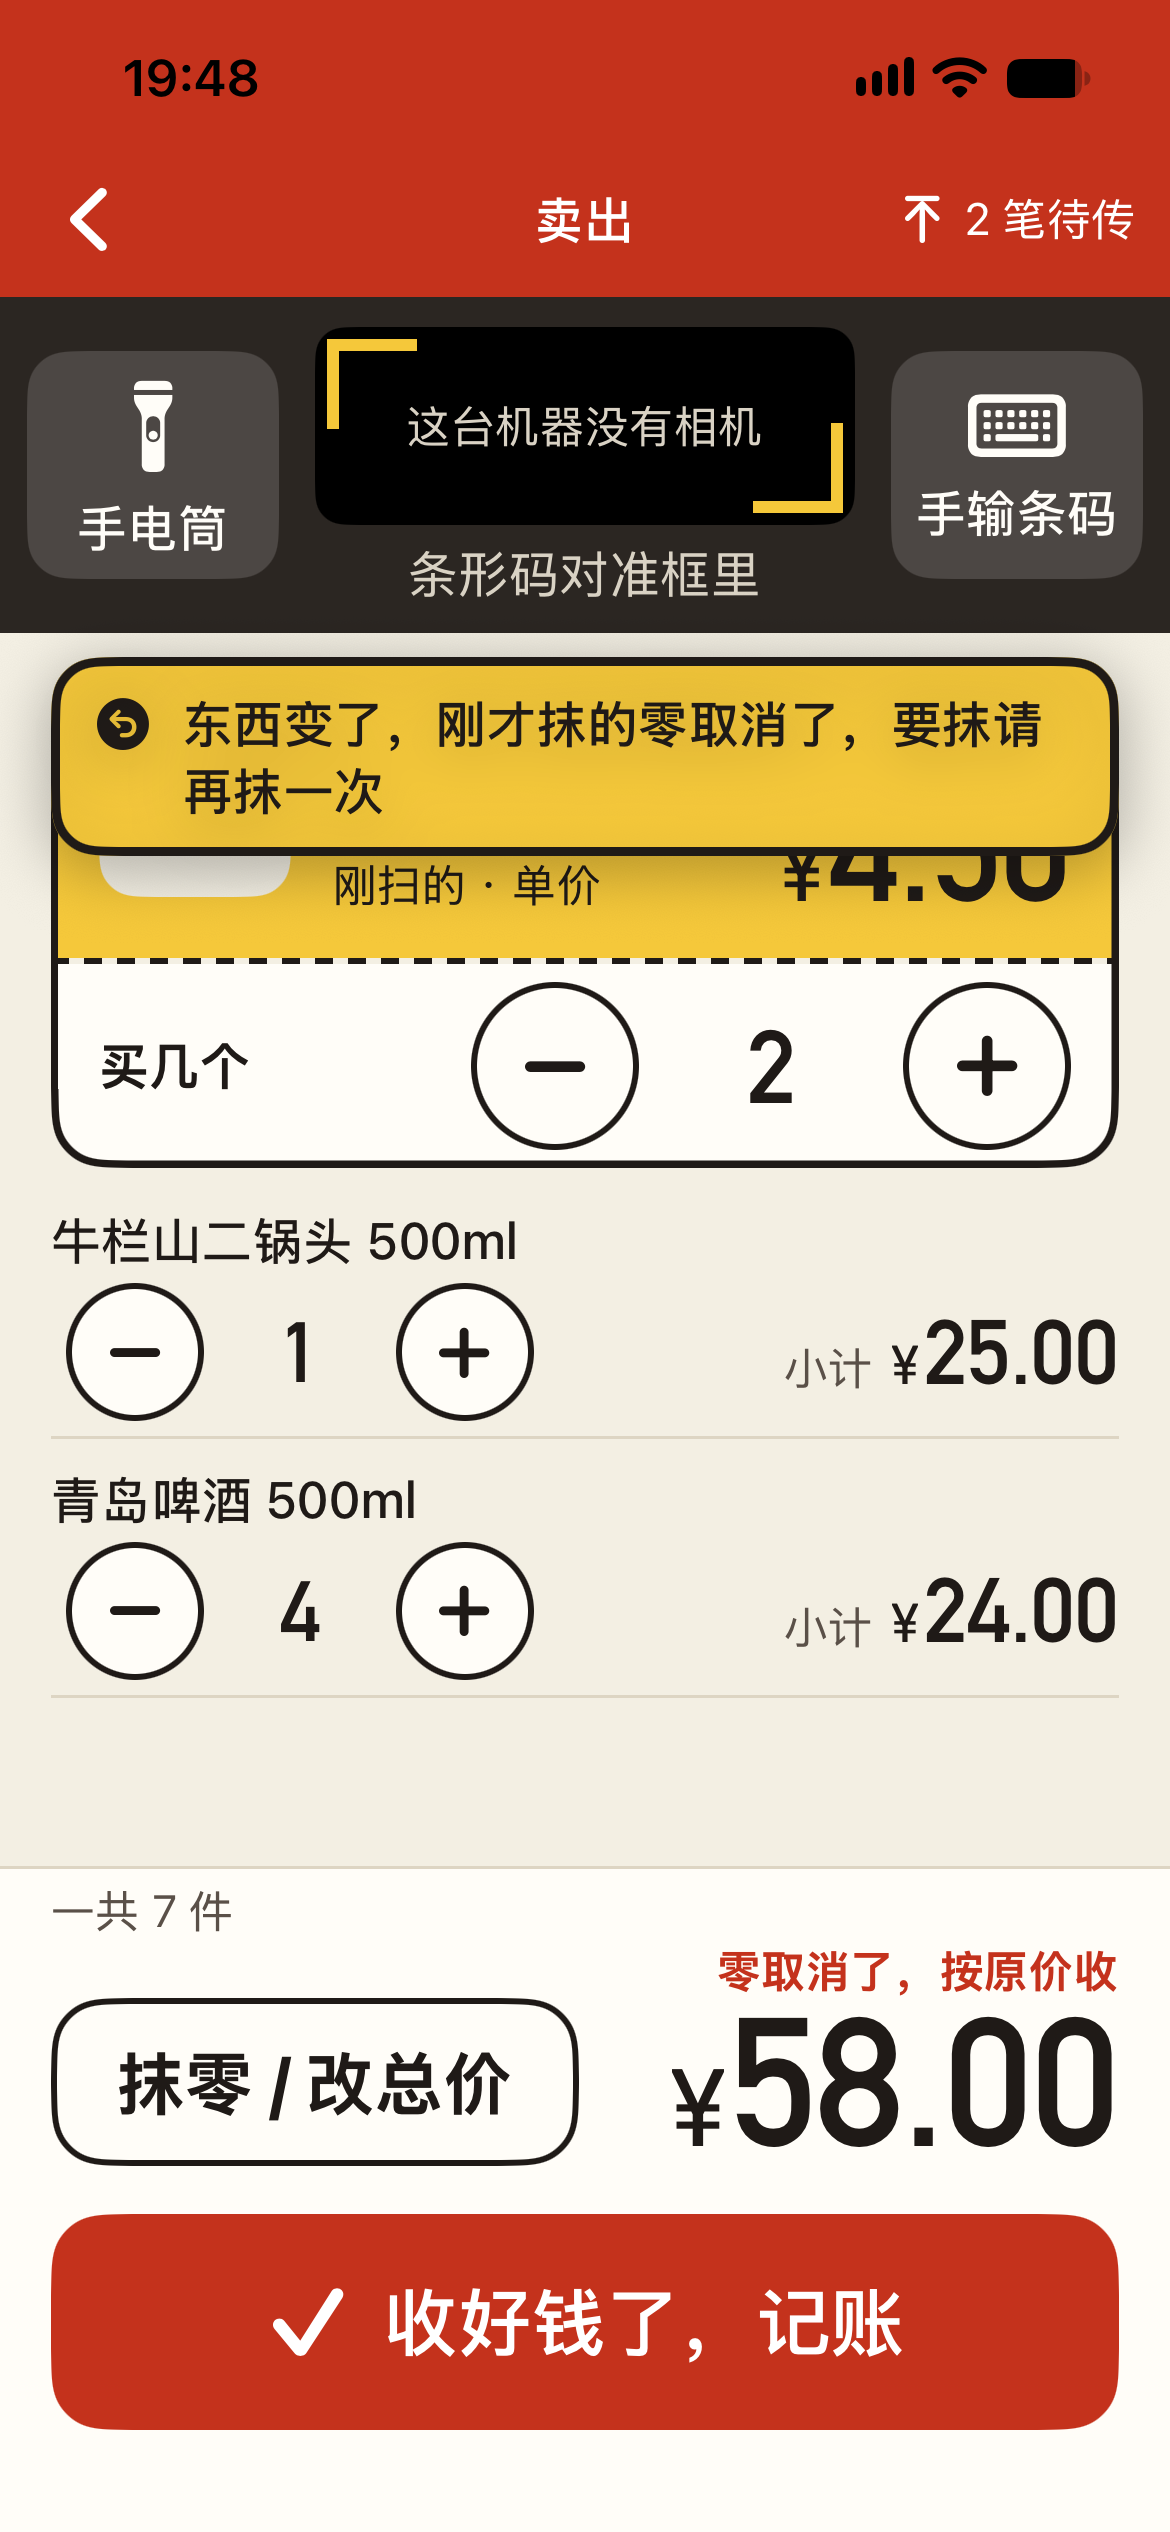 19:48
卖出
2 笔待传
这台机器没有相机
手电筒
手输条码
条形码对准框里
东西变了，刚才抹的零取消了，要抹请
再抹一次
刚扫的 · 单价
¥4.50
买几个
2
牛栏山二锅头 500ml
1
小计 ¥25.00
青岛啤酒 500ml
4
小计 ¥24.00
一共 7 件
零取消了，按原价收
抹零 / 改总价
¥58.00
收好钱了，记账